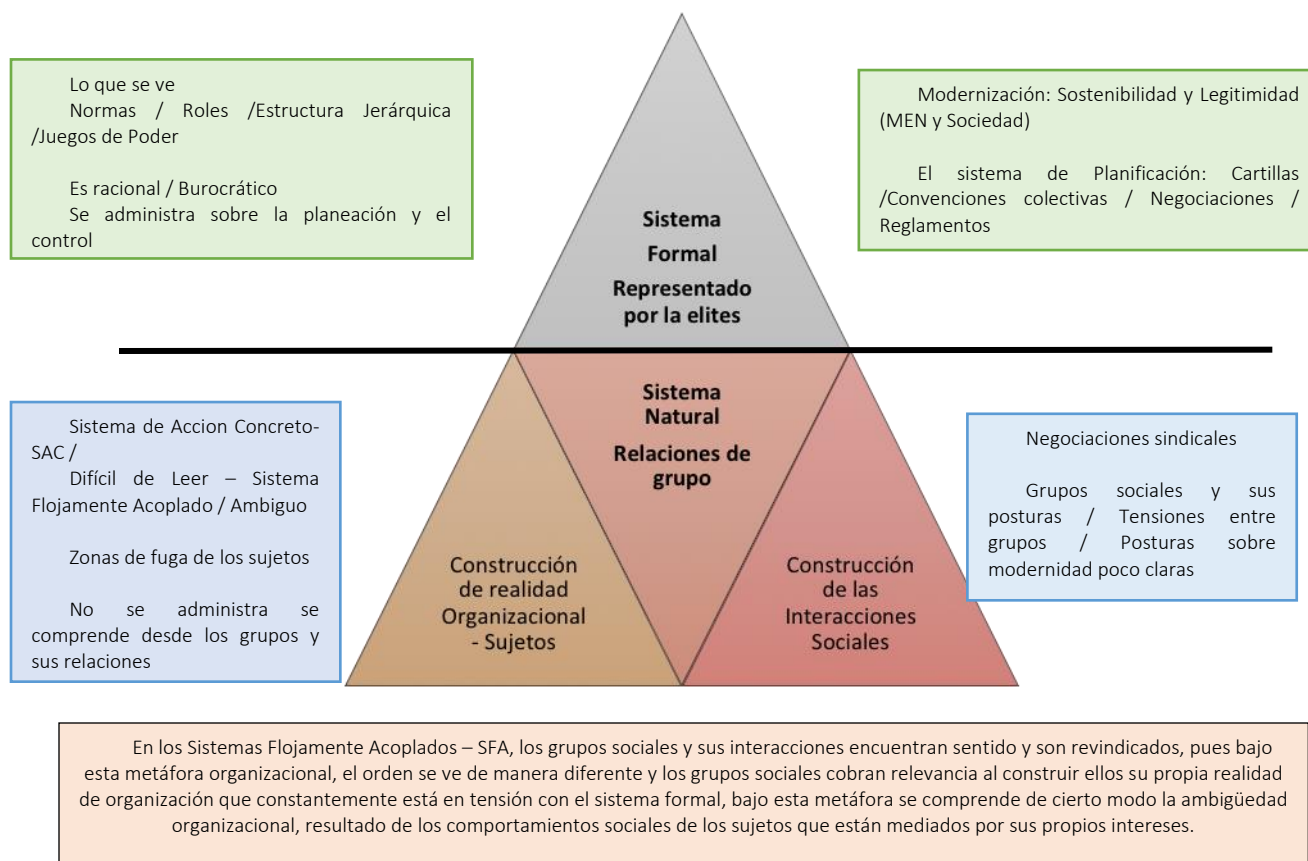 Lo que se ve
Normas / Roles /Estructura Jerárquica
/Juegos de Poder
Es racional / Burocrático
Se administra sobre la planeación y el
control
Modernización: Sostenibilidad y Legitimidad
(MEN y Sociedad)
El sistema de Planificación: Cartillas
/Convenciones colectivas / Negociaciones /
Reglamentos
Sistema
Formal
Representado
por la elites
Sistema
Natural
Relaciones de
grupo
Sistema de Accion Concreto-
SAC /
Difícil de Leer – Sistema
Flojamente Acoplado / Ambiguo
Zonas de fuga de los sujetos
No se administra se
comprende desde los grupos y
sus relaciones
Construcción
de realidad
Organizacional
- Sujetos
Construcción
de las
Interacciones
Sociales
Negociaciones sindicales
Grupos sociales y sus
posturas / Tensiones entre
grupos / Posturas sobre
modernidad poco claras
En los Sistemas Flojamente Acoplados – SFA, los grupos sociales y sus interacciones encuentran sentido y son revindicados, pues bajo
esta metáfora organizacional, el orden se ve de manera diferente y los grupos sociales cobran relevancia al construir ellos su propia realidad
de organización que constantemente está en tensión con el sistema formal, bajo esta metáfora se comprende de cierto modo la ambigüedad
organizacional, resultado de los comportamientos sociales de los sujetos que están mediados por sus propios intereses.